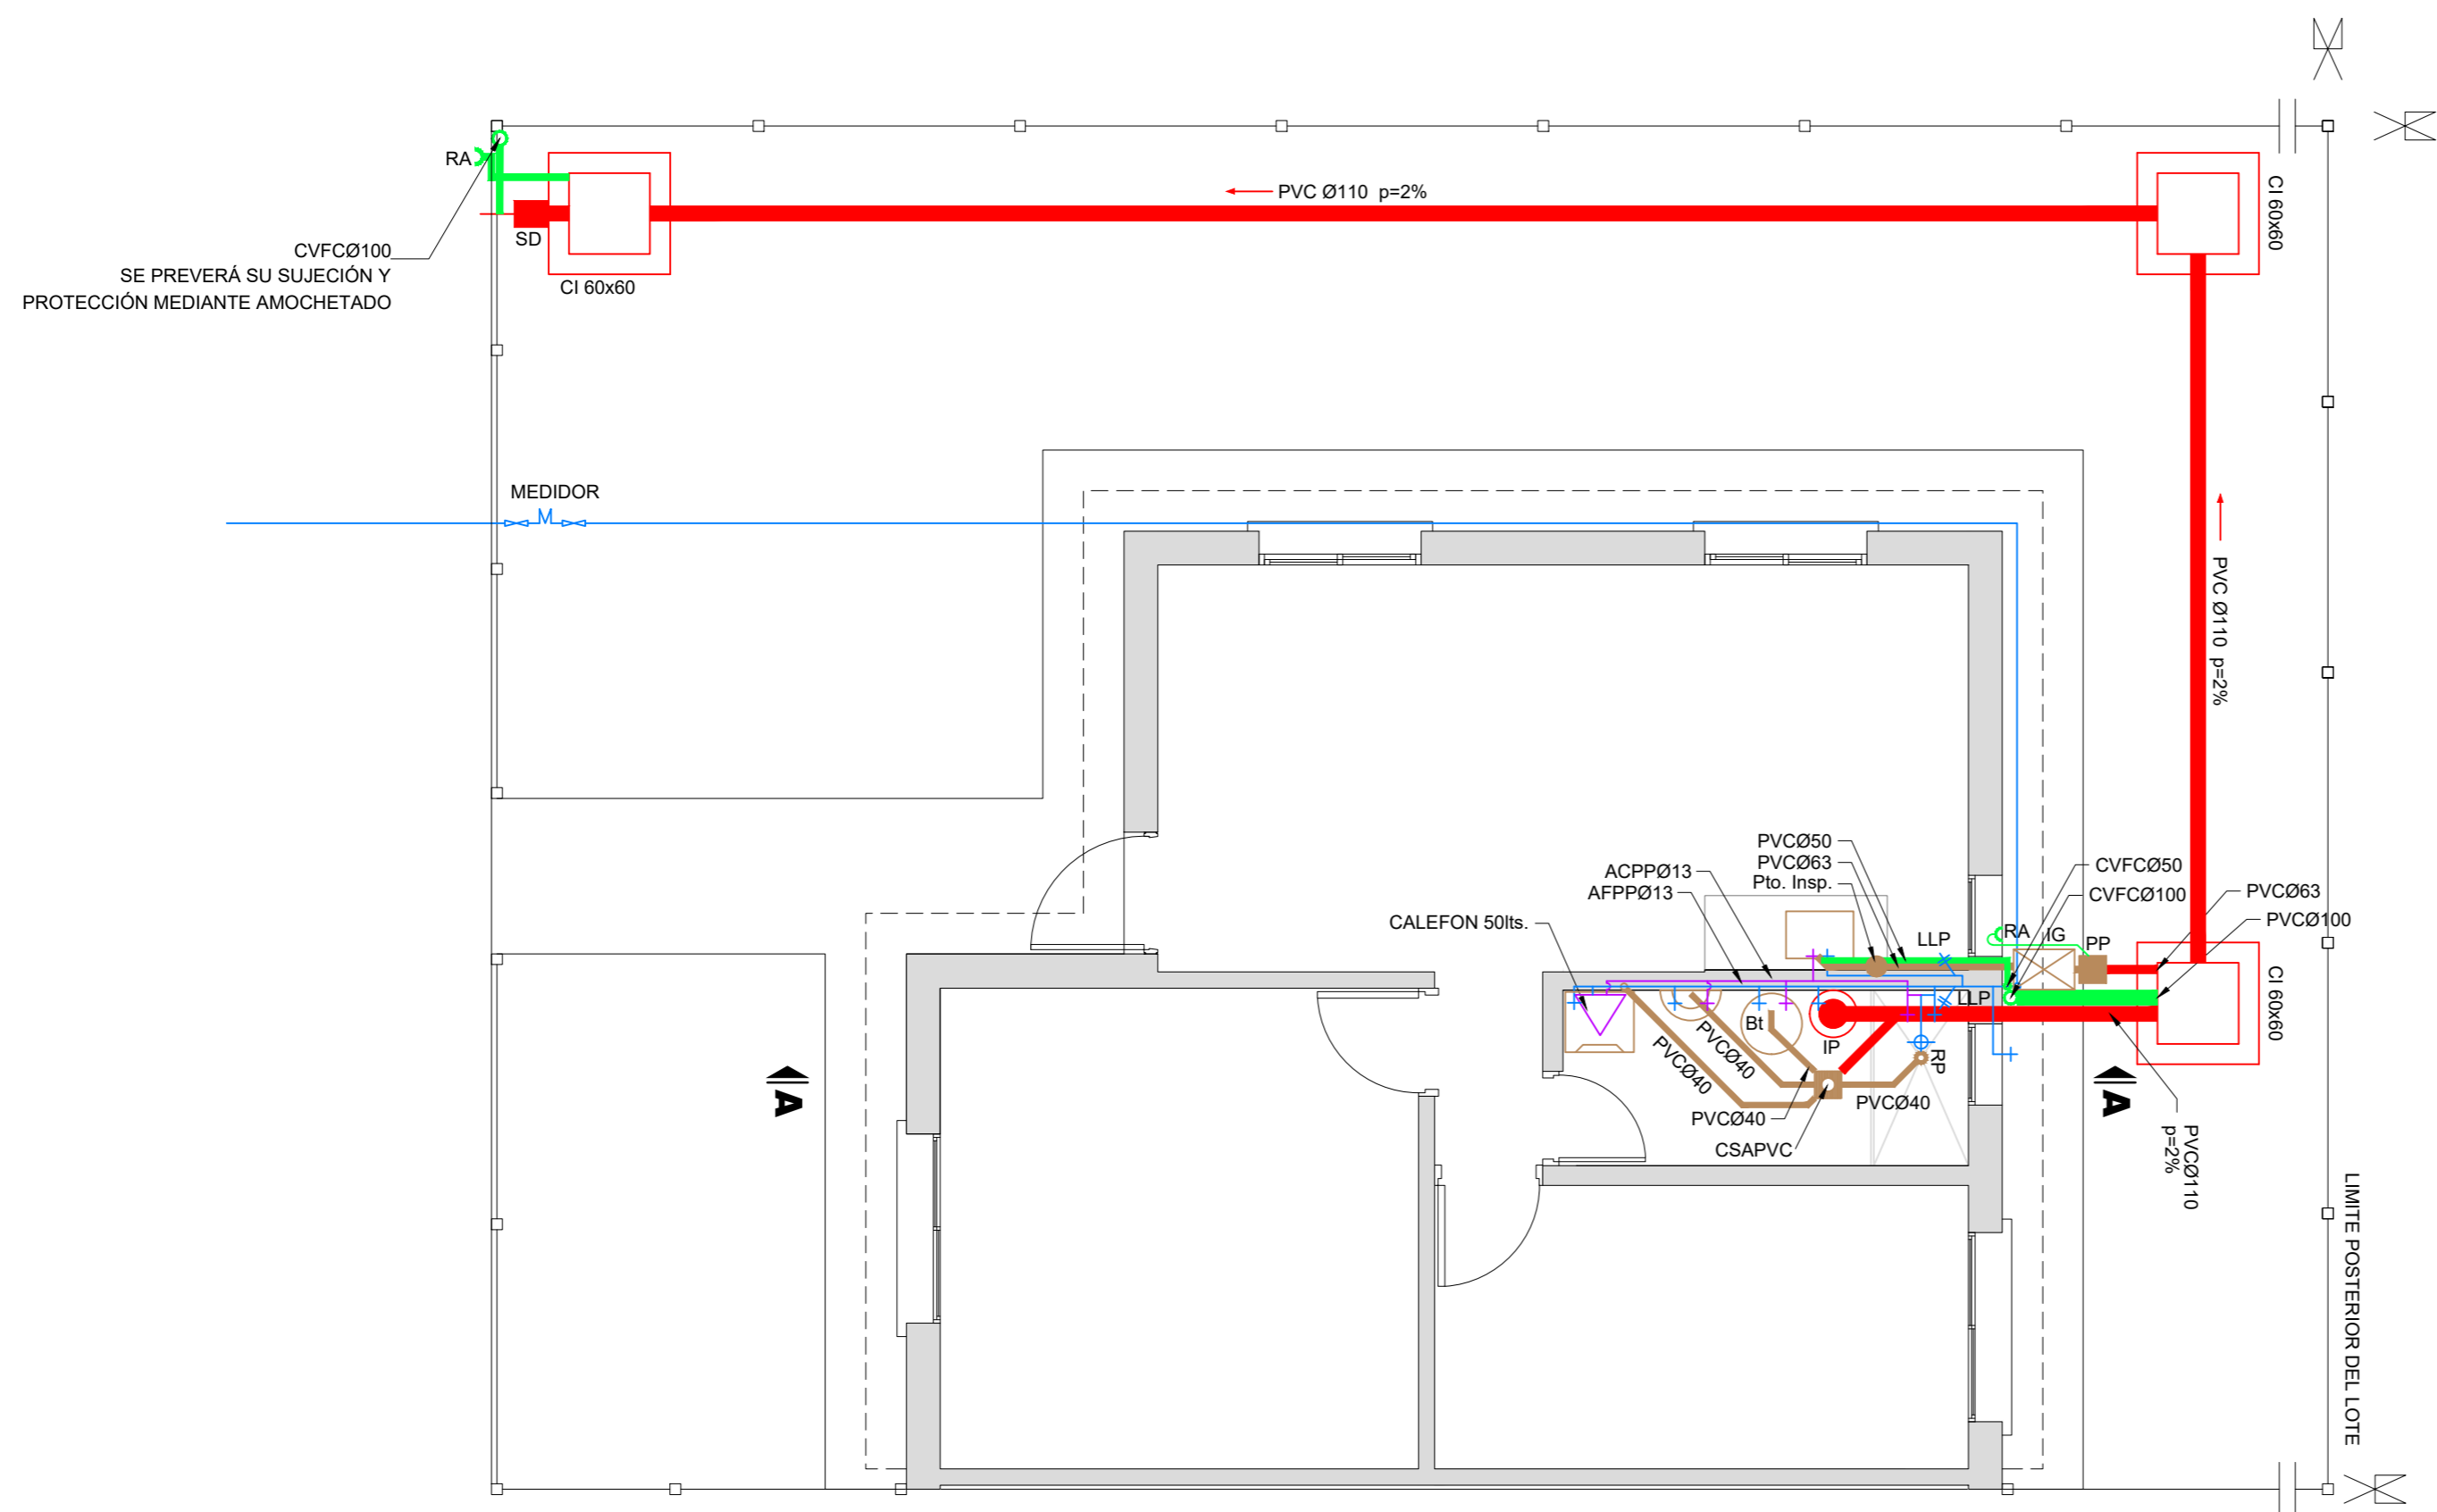 RA
PVC Ø110 p=2%
CI 60x60
SD
CVFCØ100
SE PREVERÁ SU SUJECIÓN Y
PROTECCIÓN MEDIANTE AMOCHETADO
CI 60x60
MEDIDOR
M
PVC Ø110 p=2%
PVCØ50
PVCØ63
Pto. Insp.
ACPPØ13
AFPPØ13
CALEFON 50lts.
CVFCØ50
CVFCØ100
PVCØ63
PVCØ100
RA
IG
PP
LLP
LLP
CI 60x60
Bt
IP
RP
PVCØ40
PVCØ40
PVCØ40
PVCØ40
CSAPVC
A
A
PVCØ110
p=2%
LIMITE POSTERIOR DEL LOTE